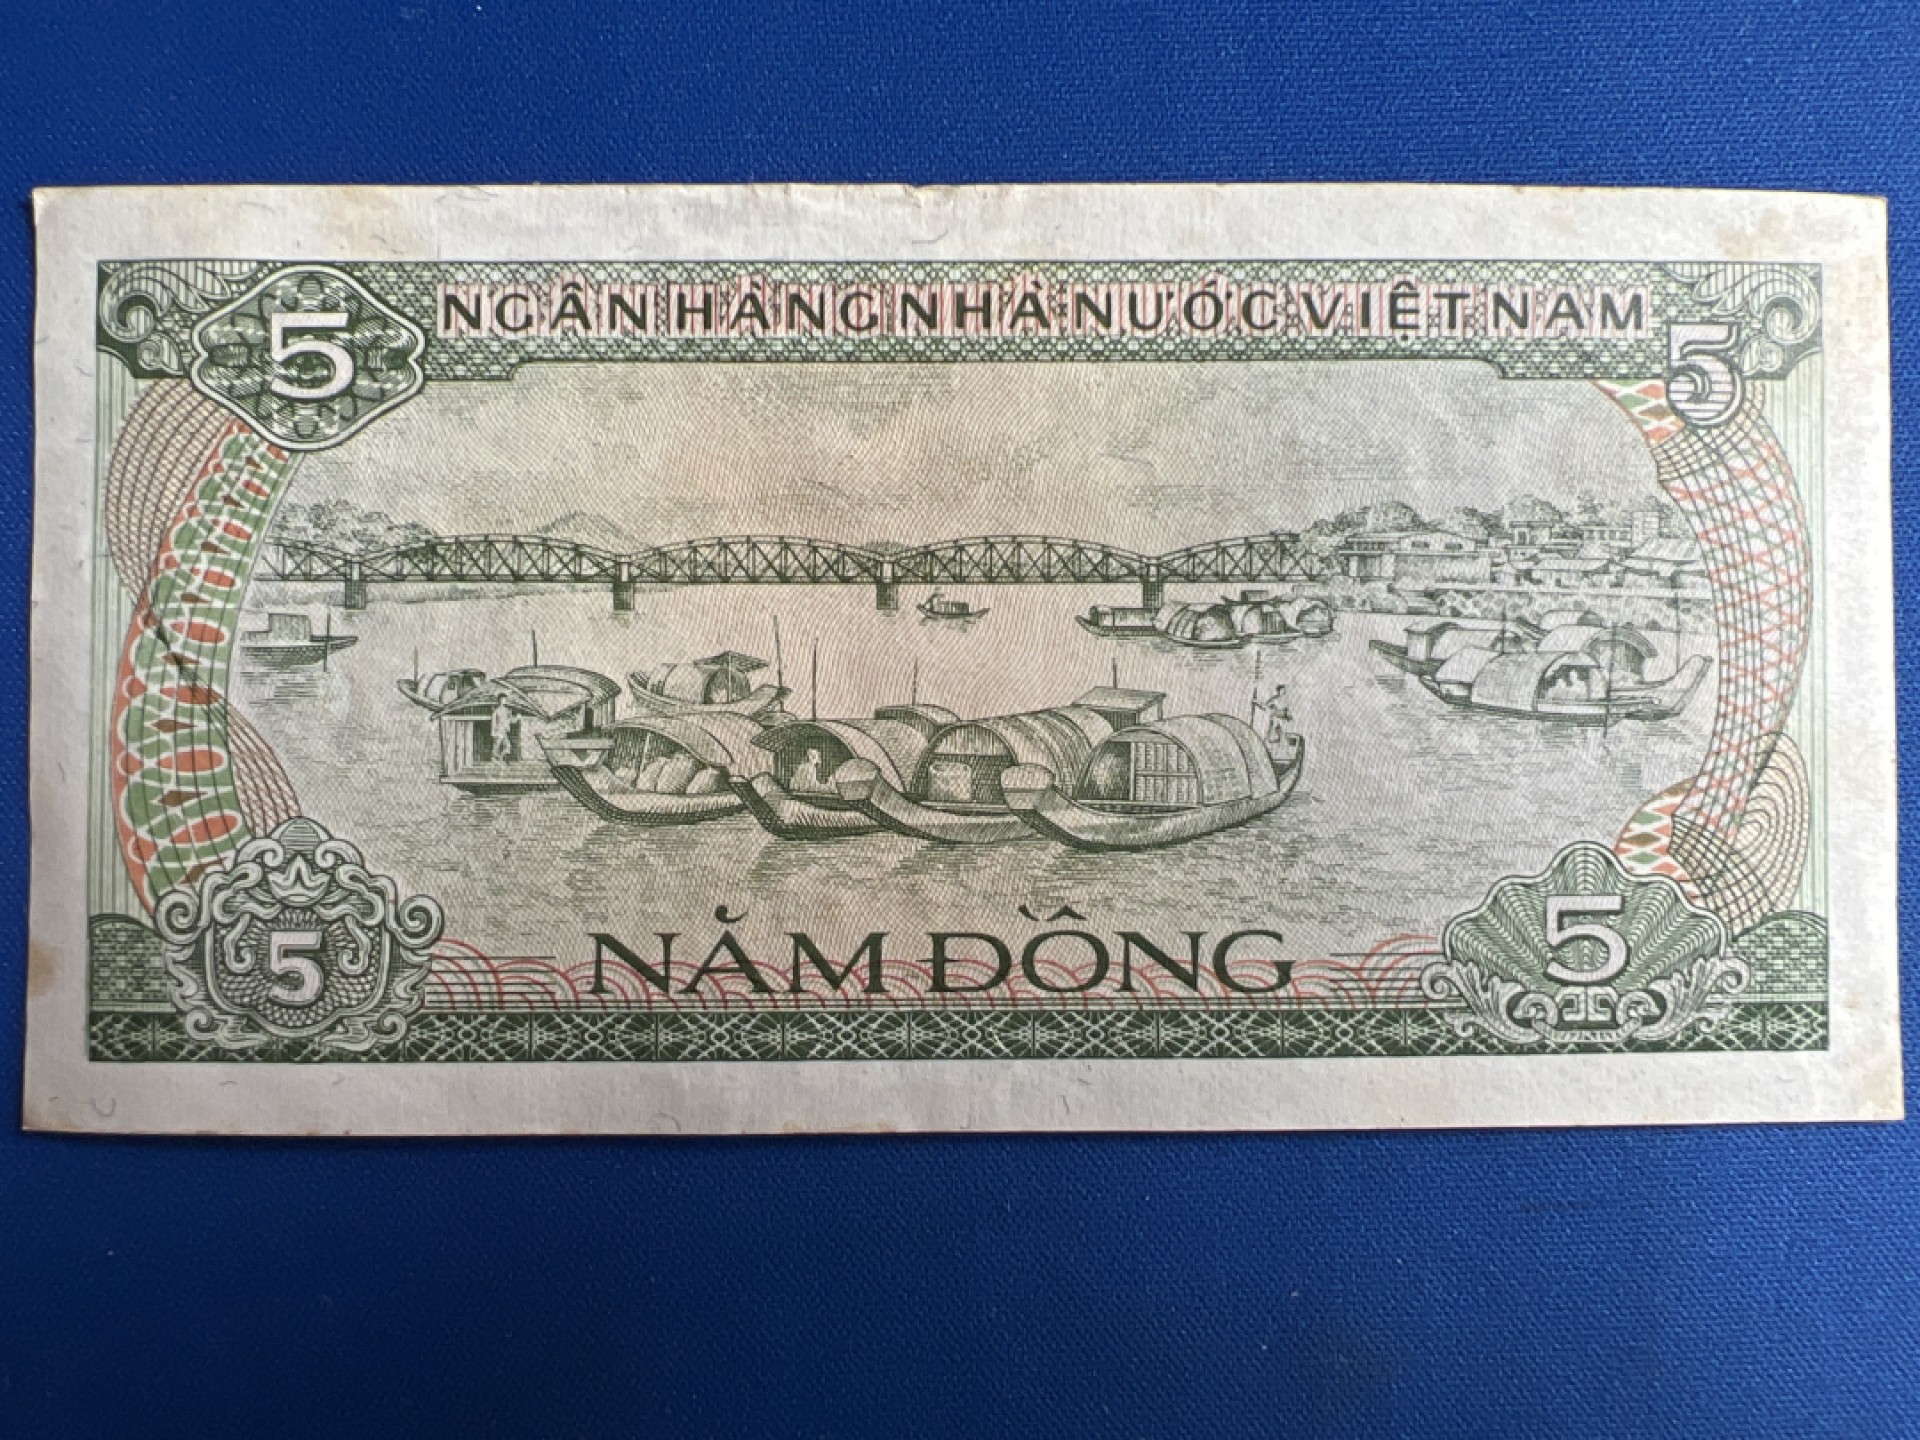 5 NGÂN HÀNG NHÀ NƯỚC VIỆT NAM 5
5 NĂM ĐỒNG 5